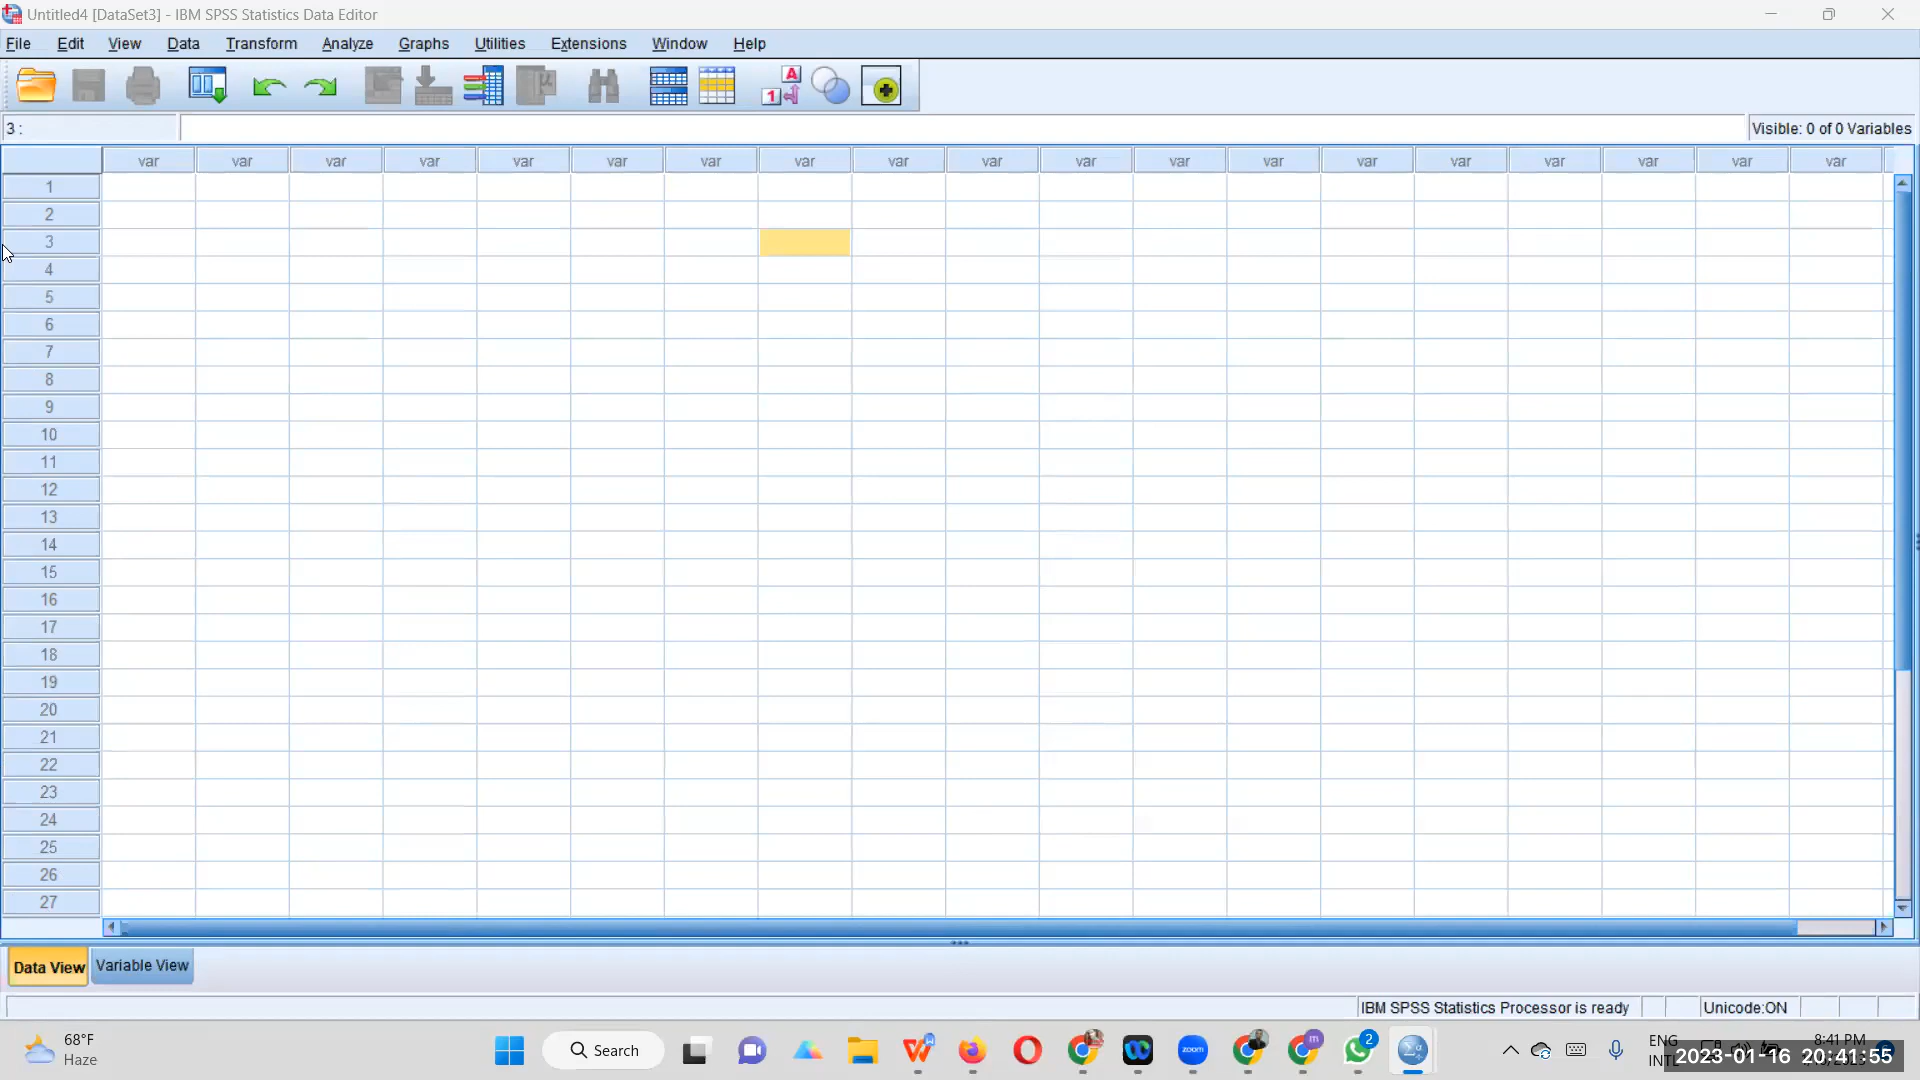 Untitled4 [DataSet3] - IBM SPSS Statistics Data Editor
File Edit View Data Transform Analyze Graphs Utilities Extensions Window Help
A
1
3 :
Visible: 0 of 0 Variables
var var var var var var var var var var var var var var var var var var var
1
2
3
4
5
6
7
8
9
10
11
12
13
14
15
16
17
18
19
20
21
22
23
24
25
26
27
Data View Variable View
IBM SPSS Statistics Processor is ready Unicode:ON
68°F
Haze
Search
zoom
m
2
ENG
8:41 PM
2023-01-16 20:41:55